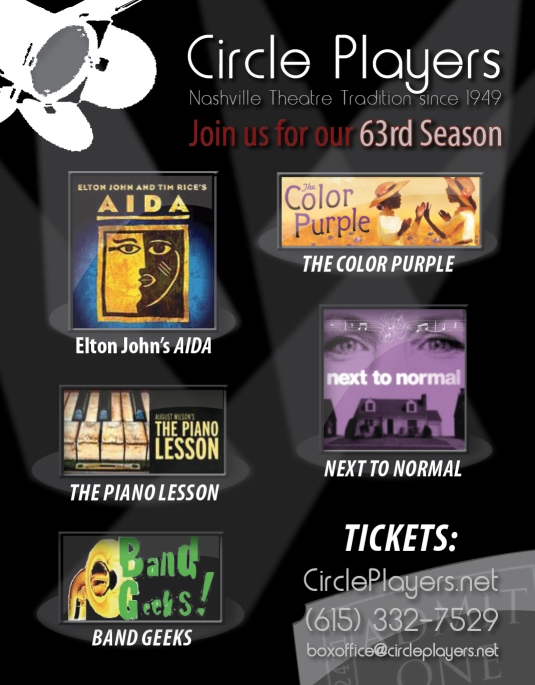 Circle Players
Nashville Theatre Tradition since 1949
Join us for our 63rd Season
ELTON JOHN AND TIM RICE'S
AIDA
Elton John's AIDA
The
Color
Purple
THE COLOR PURPLE
next to normal
NEXT TO NORMAL
AUGUST WILSON'S
THE PIANO
LESSON
THE PIANO LESSON
Band
Geeks!
BAND GEEKS
TICKETS:
CirclePlayers.net
(615) 332-7529
boxoffice@circleplayers.net
ADMIT
ONE